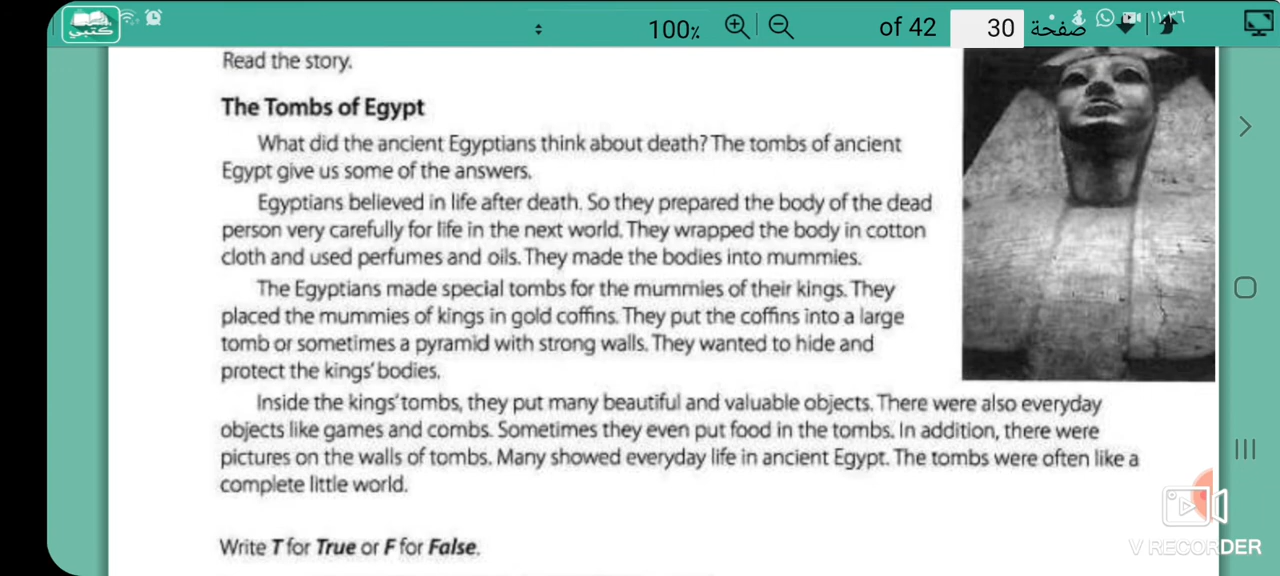 كتبي
100%
of 42
30
صفحة
١١:٢٦
Read the story.
The Tombs of Egypt
What did the ancient Egyptians think about death? The tombs of ancient
Egypt give us some of the answers.
Egyptians believed in life after death. So they prepared the body of the dead
person very carefully for life in the next world. They wrapped the body in cotton
cloth and used perfumes and oils. They made the bodies into mummies.
The Egyptians made special tombs for the mummies of their kings. They
placed the mummies of kings in gold coffins. They put the coffins into a large
tomb or sometimes a pyramid with strong walls. They wanted to hide and
protect the kings' bodies.
Inside the kings' tombs, they put many beautiful and valuable objects. There were also everyday
objects like games and combs. Sometimes they even put food in the tombs. In addition, there were
pictures on the walls of tombs. Many showed everyday life in ancient Egypt. The tombs were often like a
complete little world.
Write T for True or F for False.
V RECORDER